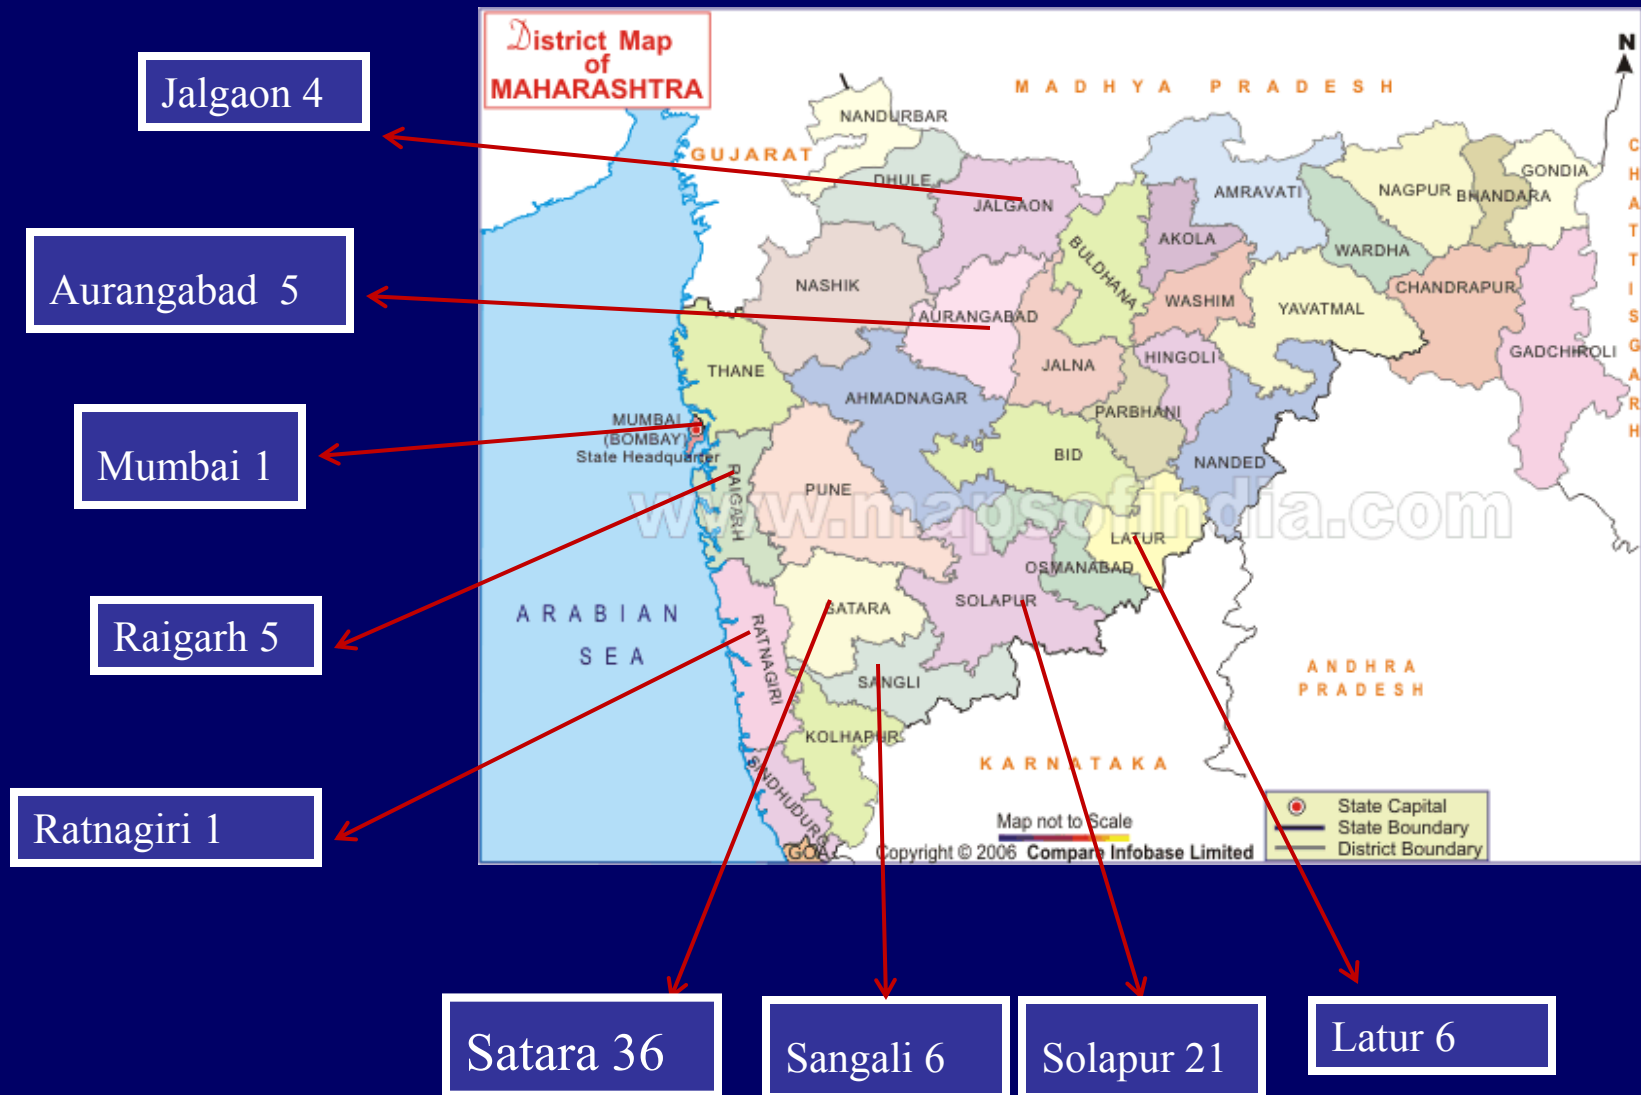 District Map
of
MAHARASHTRA
N
MADHYA PRADESH
GUJARAT
CHATTISGARH
NANDURBAR
DHULE
JALGAON
BULDHANA
AKOLA
AMRAVATI
NAGPUR
BHANDARA
GONDIA
WARDHA
NASHIK
AURANGABAD
WASHIM
YAVATMAL
CHANDRAPUR
GADCHIROLI
THANE
AHMADNAGAR
JALNA
HINGOLI
PARBHANI
MUMBAI
(BOMBAY)
State Headquarter
RAIGARH
PUNE
BID
NANDED
www.mapsofindia.com
LATUR
OSMANABAD
SOLAPUR
SATARA
RATNAGIRI
SANGLI
KOLHAPUR
SINDHUDURG
GOA
ARABIAN
SEA
ANDHRA
PRADESH
KARNATAKA
Map not to Scale
Copyright © 2006 Compare Infobase Limited
State Capital
State Boundary
District Boundary
Jalgaon 4
Aurangabad 5
Mumbai 1
Raigarh 5
Ratnagiri 1
Satara 36
Sangali 6
Solapur 21
Latur 6